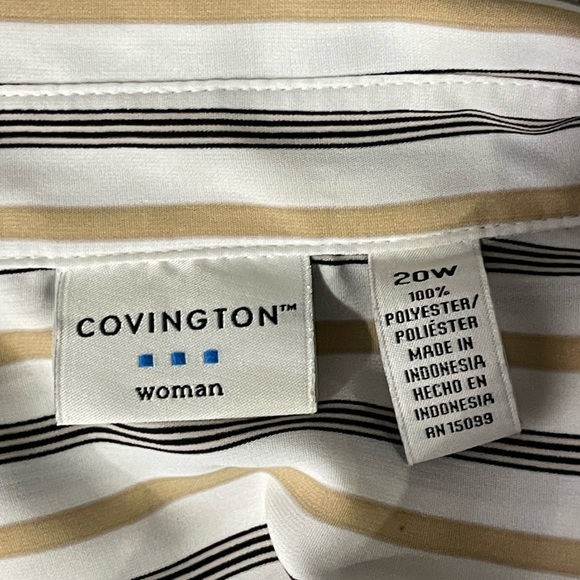 COVINGTON™
woman
20W
100%
POLYESTER/
POLIÉSTER
MADE IN
INDONESIA
HECHO EN
INDONESIA
RN 15099